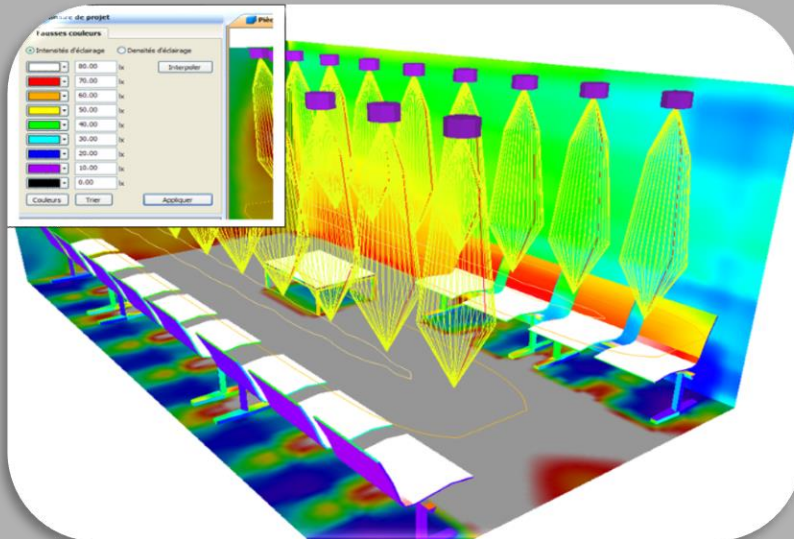 de projet
Fausses couleurs
Intensités d'éclairage Densités d'éclairage
80.00 lx Interpoler
70.00 lx
60.00 lx
50.00 lx
40.00 lx
30.00 lx
20.00 lx
10.00 lx
0.00 lx
Couleurs Trier Appliquer
Pièc